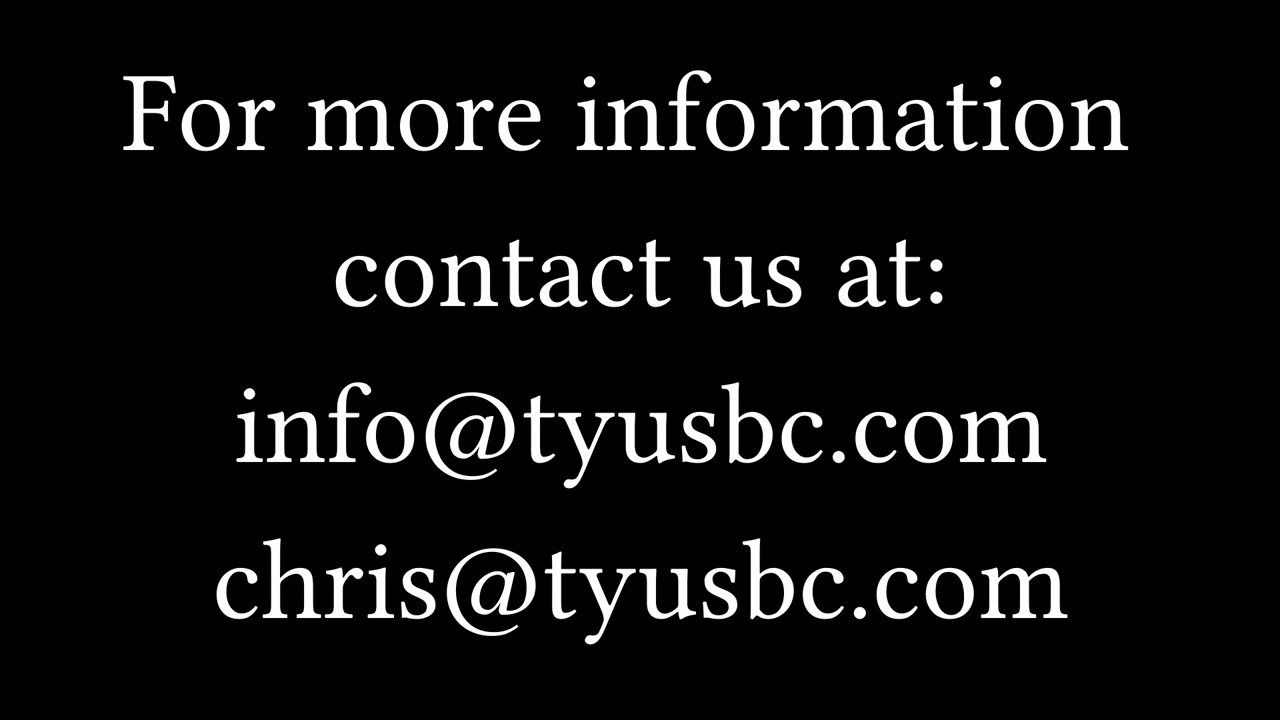 For more information
contact us at:
info@tyusbc.com
chris@tyusbc.com